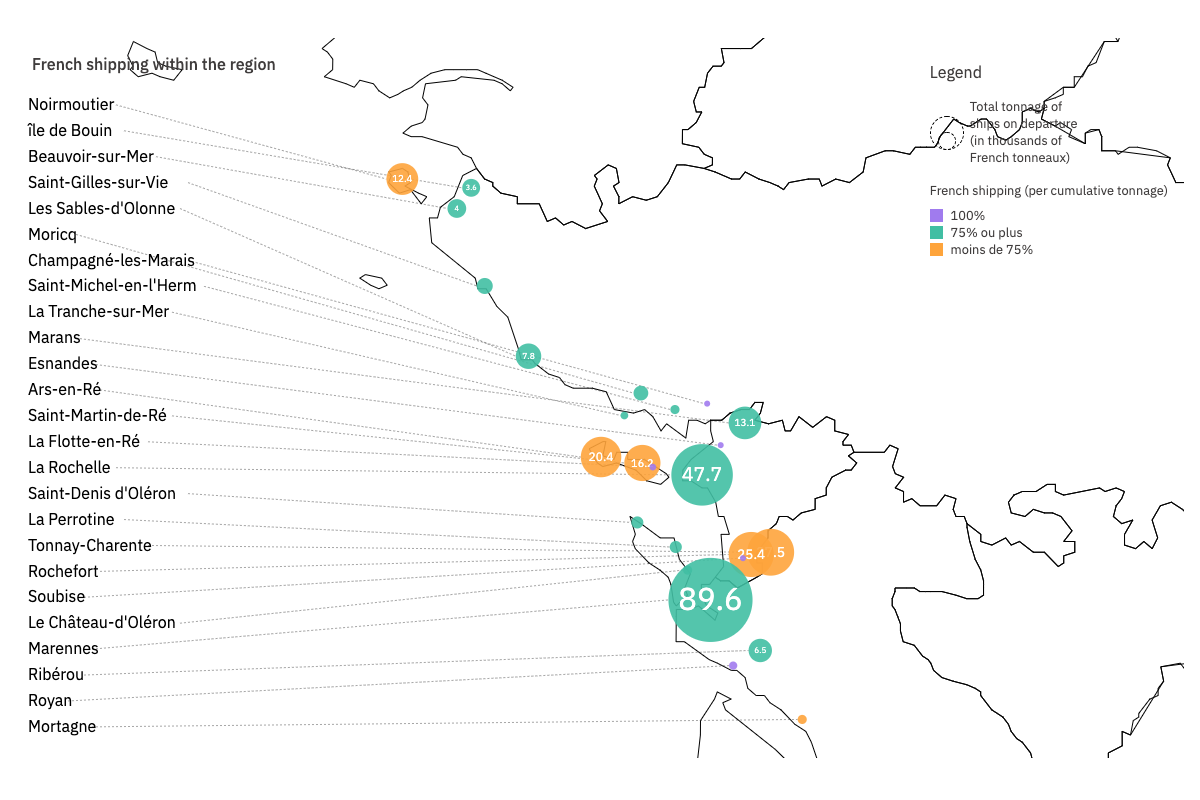 French shipping within the region
Noirmoutier
île de Bouin
Beauvoir-sur-Mer
Saint-Gilles-sur-Vie
Les Sables-d'Olonne
Moricq
Champagné-les-Marais
Saint-Michel-en-l'Herm
La Tranche-sur-Mer
Marans
Esnandes
Ars-en-Ré
Saint-Martin-de-Ré
La Flotte-en-Ré
La Rochelle
Saint-Denis d'Oléron
La Perrotine
Tonnay-Charente
Rochefort
Soubise
Le Château-d'Oléron
Marennes
Ribérou
Royan
Mortagne
12.4
3.6
4
7.8
13.1
20.4
16.2
47.7
25.4
.5
89.6
6.5
Legend
Total tonnage of
ships on departure
(in thousands of
French tonneaux)
French shipping (per cumulative tonnage)
100%
75% ou plus
moins de 75%